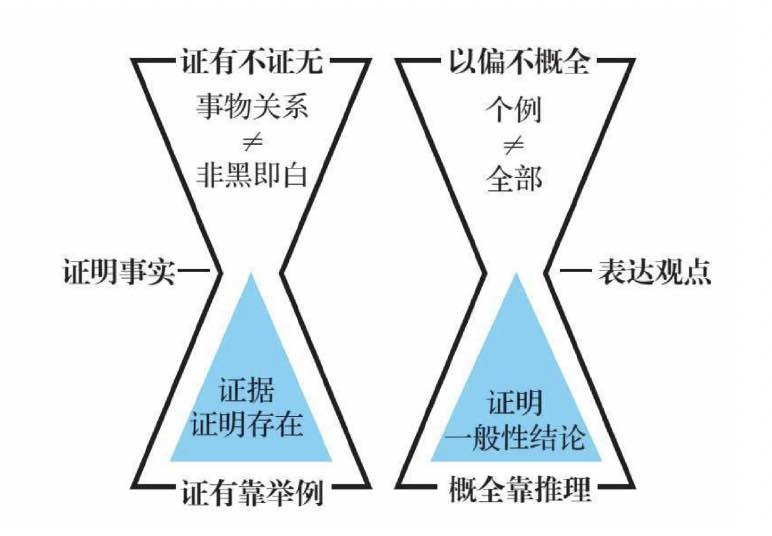 证有不证无
事物关系
≠
非黑即白
证明事实
证据
证明存在
证有靠举例
以偏不概全
个例
≠
全部
表达观点
证明
一般性结论
概全靠推理